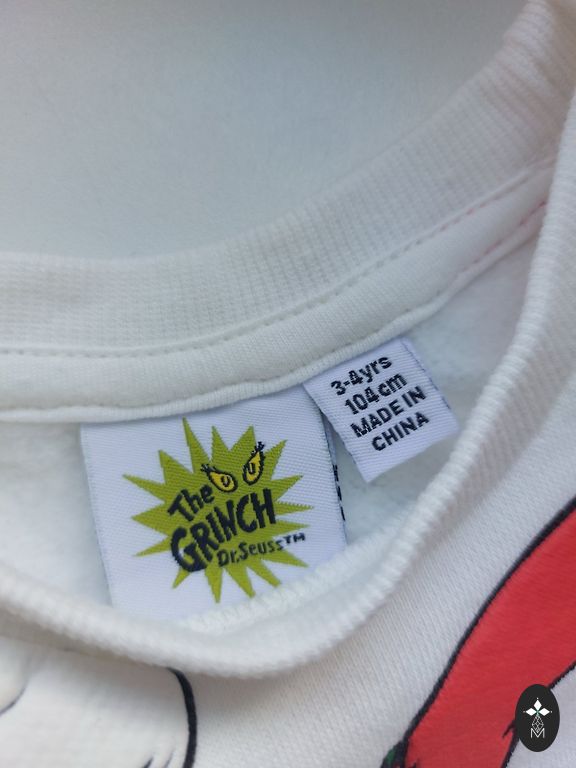 The
GRINCH
Dr. Seuss™
3-4yrs
104cm
MADE IN
CHINA
M